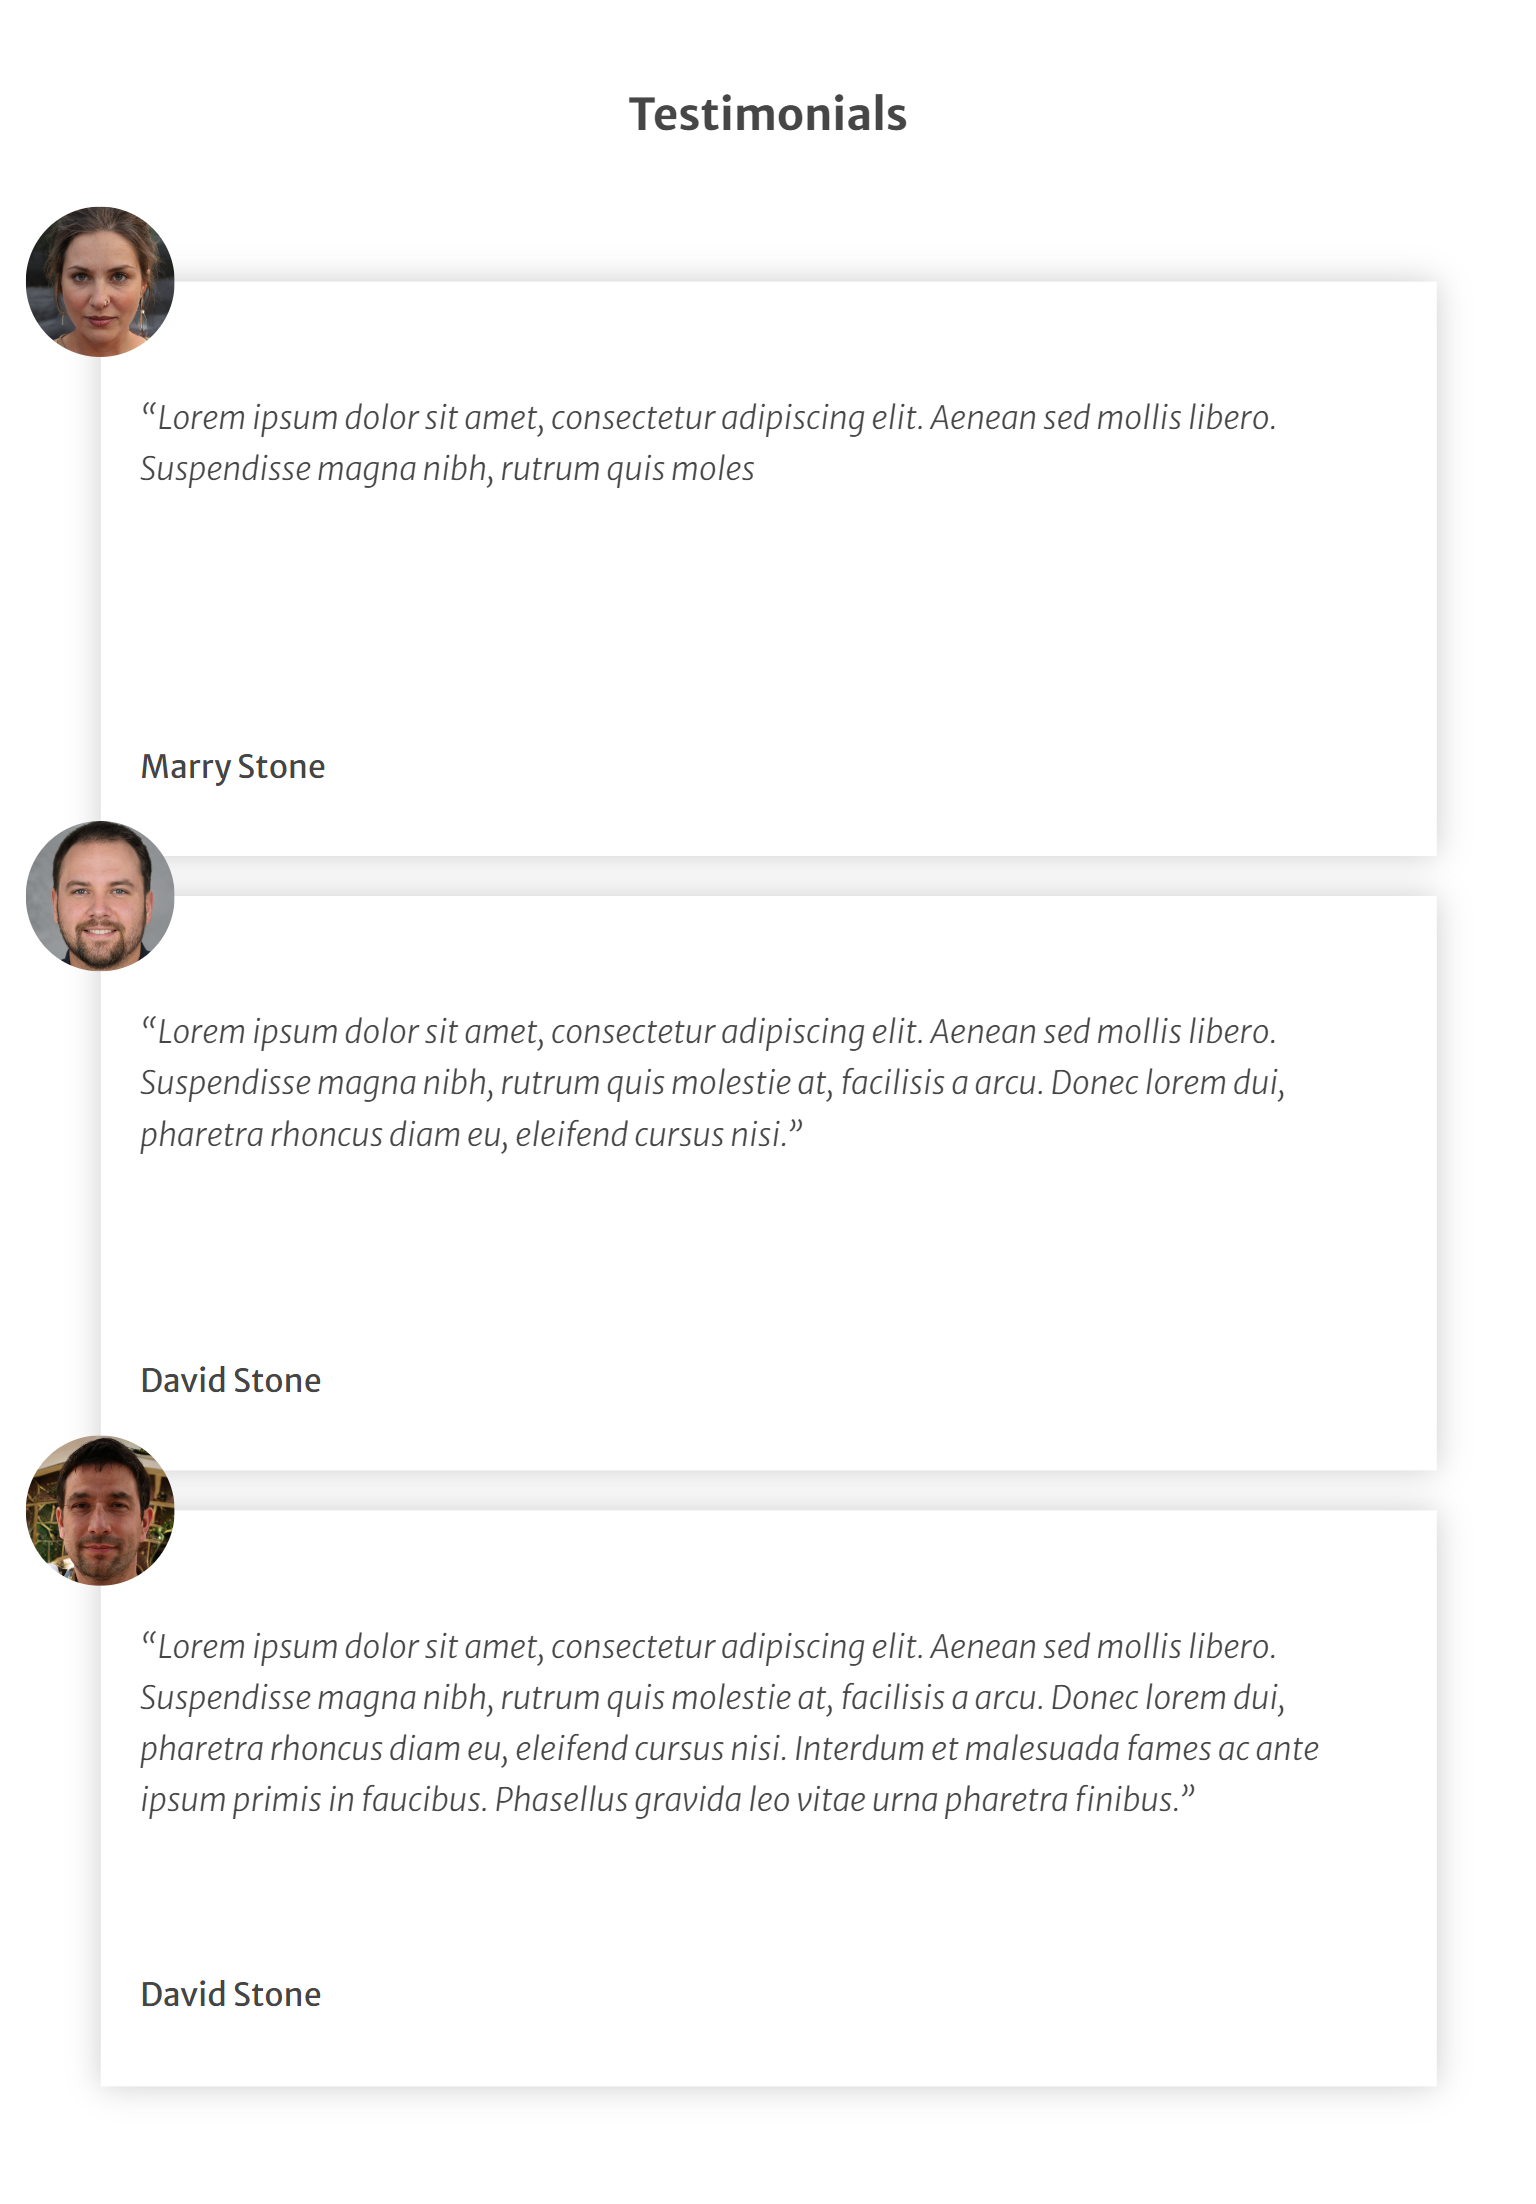 Testimonials
“Lorem ipsum dolor sit amet, consectetur adipiscing elit. Aenean sed mollis libero.
Suspendisse magna nibh, rutrum quis moles
Marry Stone
“Lorem ipsum dolor sit amet, consectetur adipiscing elit. Aenean sed mollis libero.
Suspendisse magna nibh, rutrum quis molestie at, facilisis a arcu. Donec lorem dui,
pharetra rhoncus diam eu, eleifend cursus nisi.”
David Stone
“Lorem ipsum dolor sit amet, consectetur adipiscing elit. Aenean sed mollis libero.
Suspendisse magna nibh, rutrum quis molestie at, facilisis a arcu. Donec lorem dui,
pharetra rhoncus diam eu, eleifend cursus nisi. Interdum et malesuada fames ac ante
ipsum primis in faucibus. Phasellus gravida leo vitae urna pharetra finibus.”
David Stone